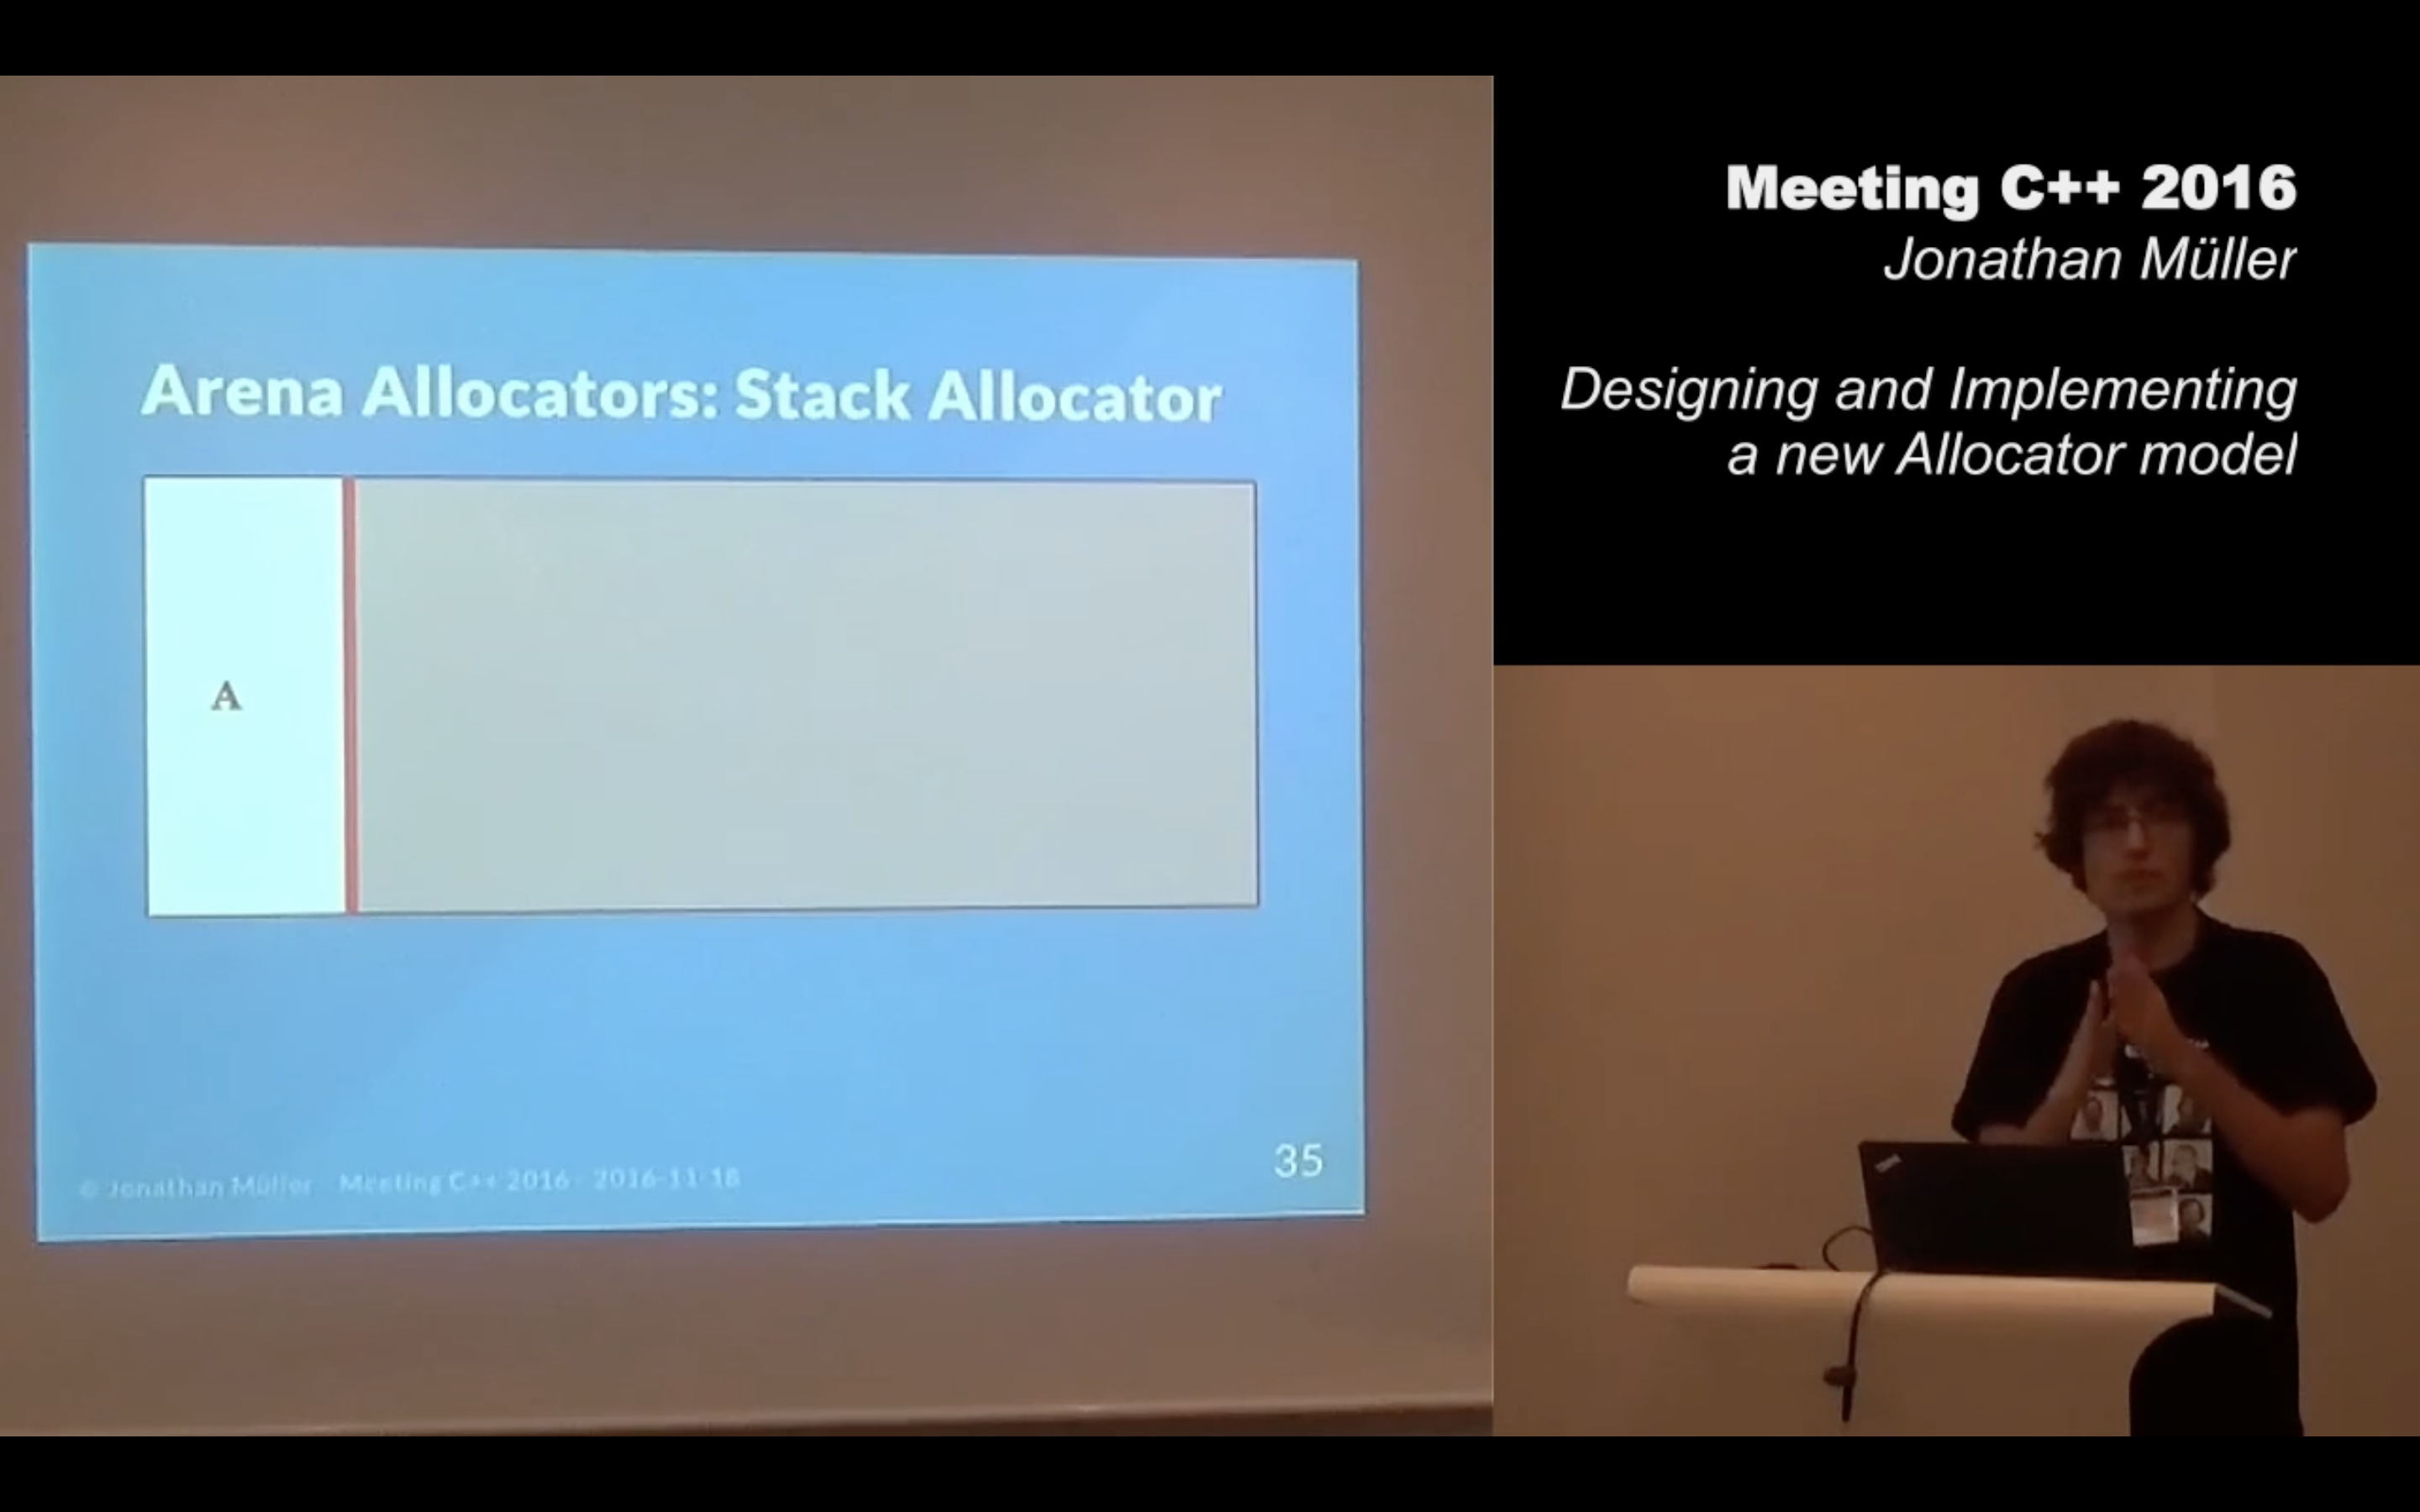 Arena Allocators: Stack Allocator
A
© Jonathan Müller - Meeting C++ 2016 - 2016-11-18
35
Meeting C++ 2016
Jonathan Müller
Designing and Implementing
a new Allocator model